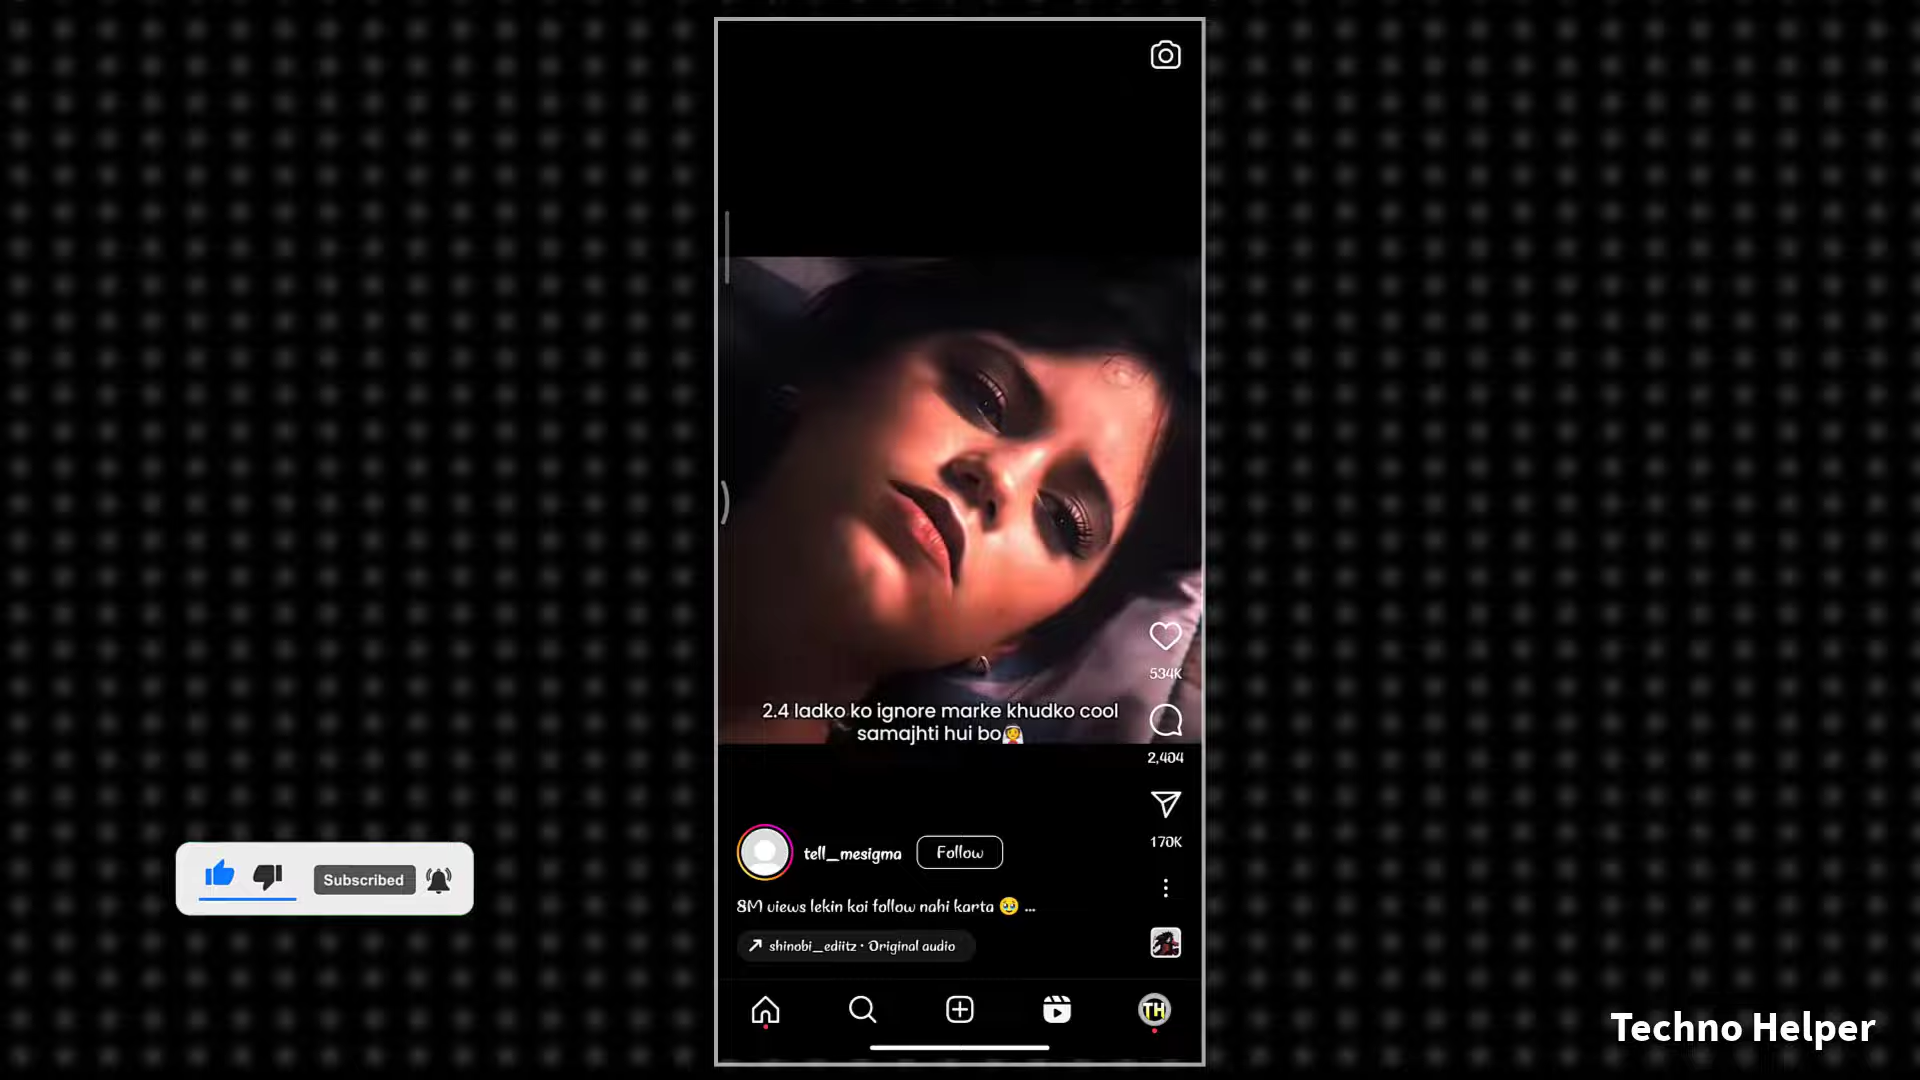 534K
2.4 ladko ko ignore marke khudko cool
samajhti hui bo👰
2,404
170K
tell_mesigma Follow
8M views lekin koi follow nahi karta 🥹 ...
shinobi_ediitz · Original audio
Subscribed
TH
Techno Helper